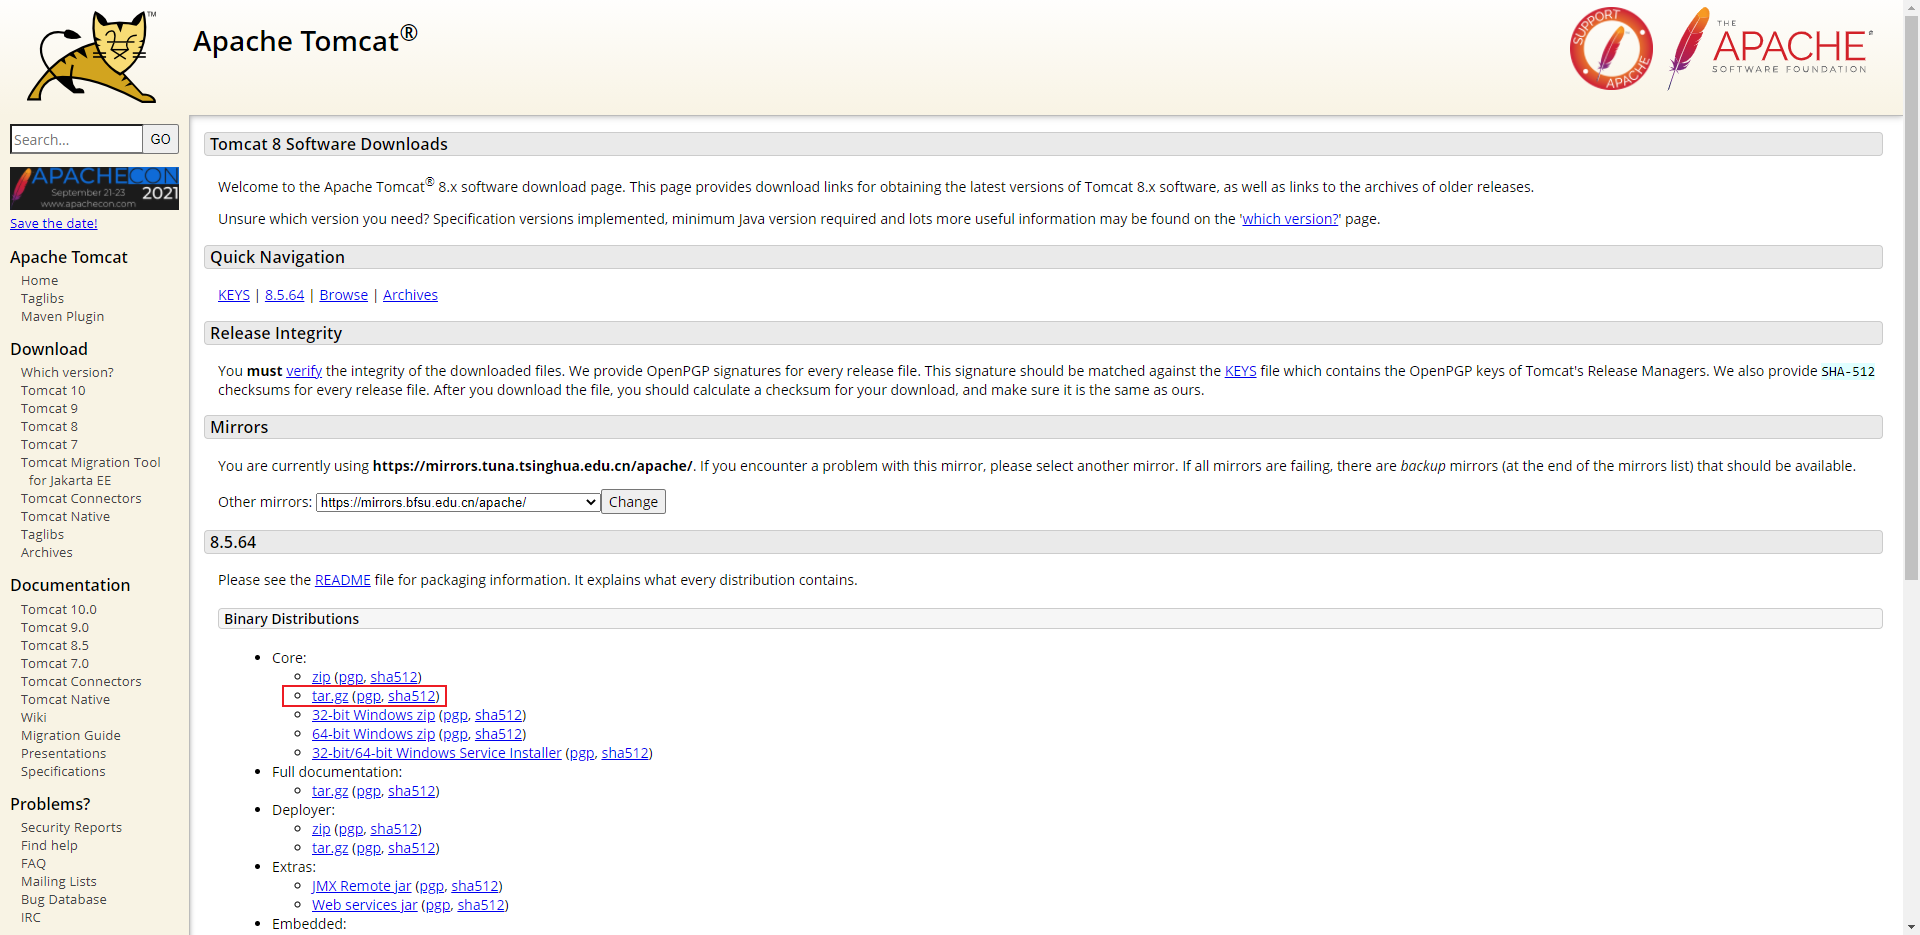 TM
Apache Tomcat®
SUPPORT
APACHE
THE
APACHE
SOFTWARE FOUNDATION
Search...
GO
APACHECON
September 21-23
2021
www.apachecon.com
Save the date!
Apache Tomcat
Home
Taglibs
Maven Plugin
Download
Which version?
Tomcat 10
Tomcat 9
Tomcat 8
Tomcat 7
Tomcat Migration Tool
for Jakarta EE
Tomcat Connectors
Tomcat Native
Taglibs
Archives
Documentation
Tomcat 10.0
Tomcat 9.0
Tomcat 8.5
Tomcat 7.0
Tomcat Connectors
Tomcat Native
Wiki
Migration Guide
Presentations
Specifications
Problems?
Security Reports
Find help
FAQ
Mailing Lists
Bug Database
IRC
Tomcat 8 Software Downloads
Welcome to the Apache Tomcat® 8.x software download page. This page provides download links for obtaining the latest versions of Tomcat 8.x software, as well as links to the archives of older releases.
Unsure which version you need? Specification versions implemented, minimum Java version required and lots more useful information may be found on the 'which version?' page.
Quick Navigation
KEYS | 8.5.64 | Browse | Archives
Release Integrity
You must verify the integrity of the downloaded files. We provide OpenPGP signatures for every release file. This signature should be matched against the KEYS file which contains the OpenPGP keys of Tomcat's Release Managers. We also provide SHA-512
checksums for every release file. After you download the file, you should calculate a checksum for your download, and make sure it is the same as ours.
Mirrors
You are currently using https://mirrors.tuna.tsinghua.edu.cn/apache/. If you encounter a problem with this mirror, please select another mirror. If all mirrors are failing, there are backup mirrors (at the end of the mirrors list) that should be available.
Other mirrors: https://mirrors.bfsu.edu.cn/apache/ Change
8.5.64
Please see the README file for packaging information. It explains what every distribution contains.
Binary Distributions
Core:
zip (pgp, sha512)
tar.gz (pgp, sha512)
32-bit Windows zip (pgp, sha512)
64-bit Windows zip (pgp, sha512)
32-bit/64-bit Windows Service Installer (pgp, sha512)
Full documentation:
tar.gz (pgp, sha512)
Deployer:
zip (pgp, sha512)
tar.gz (pgp, sha512)
Extras:
JMX Remote jar (pgp, sha512)
Web services jar (pgp, sha512)
Embedded: